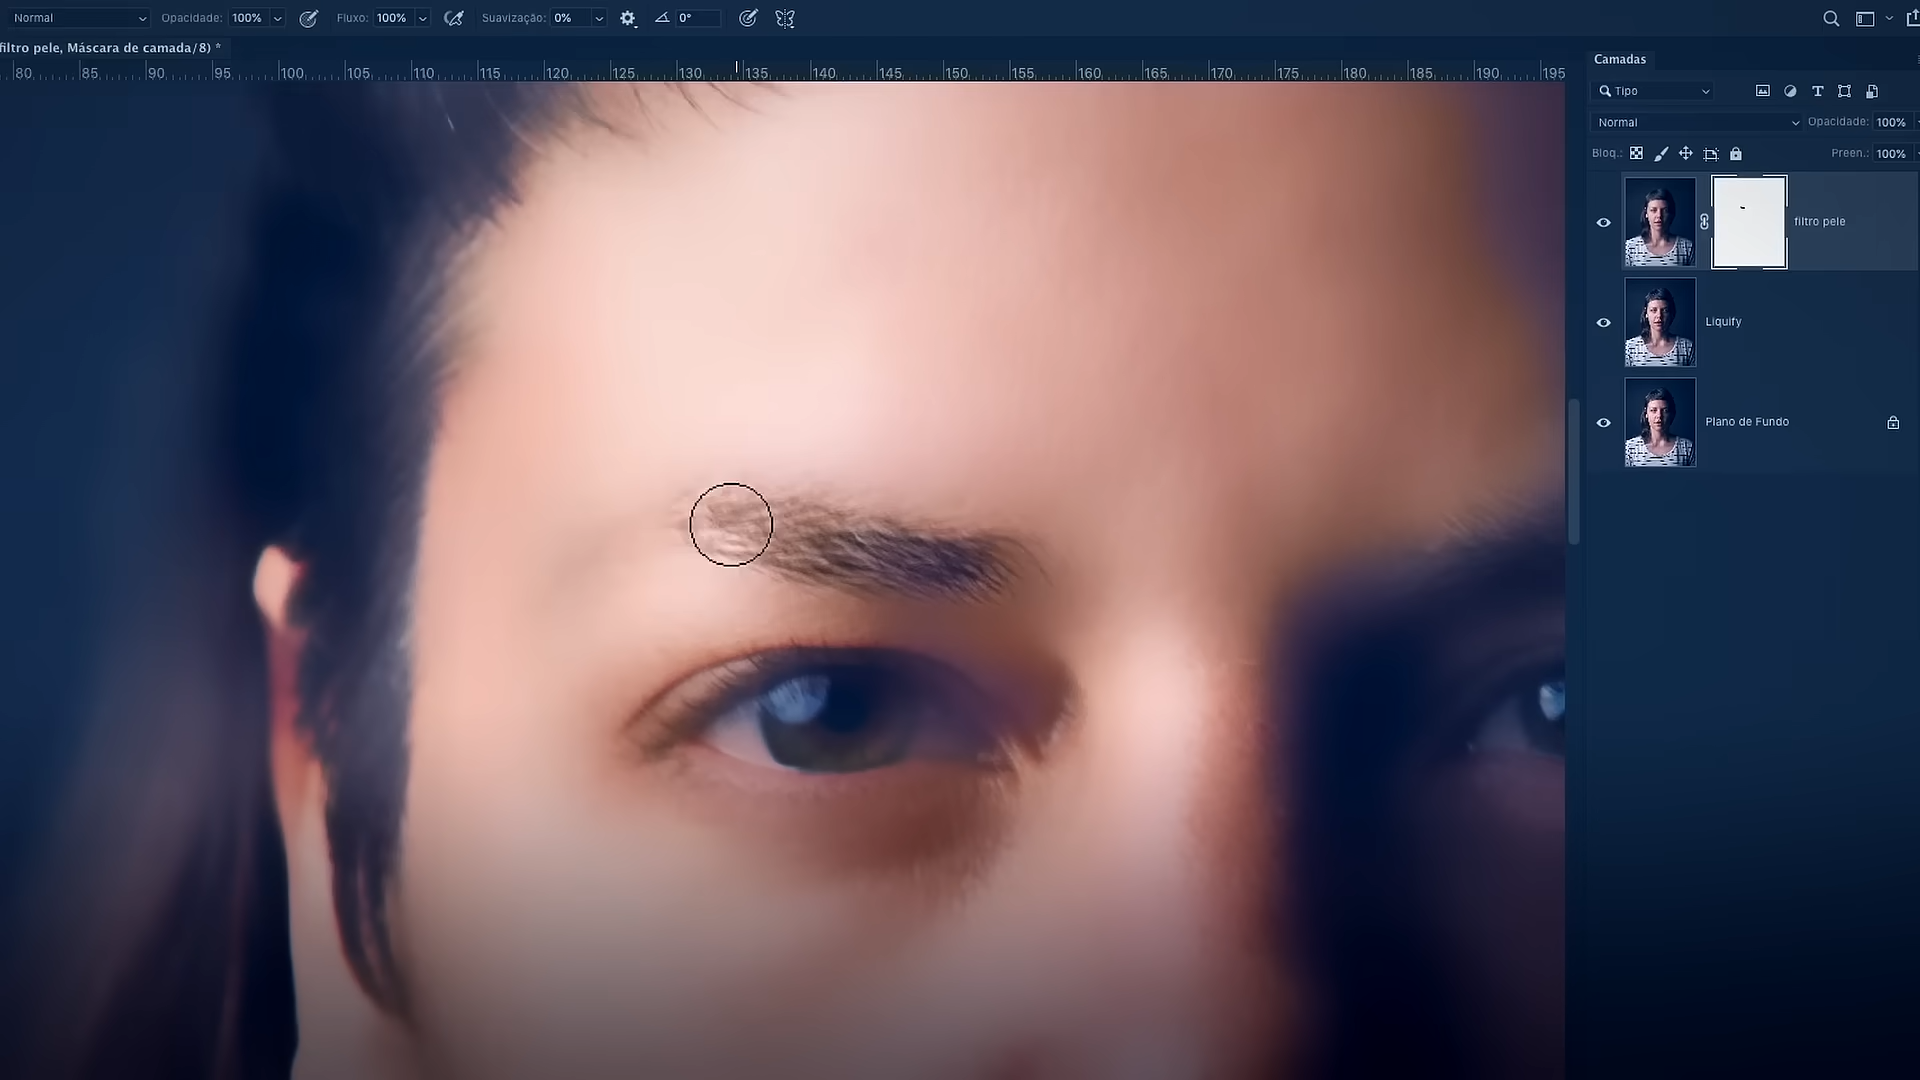 Normal Opacidade: 100% Fluxo: 100% Suavização: 0% 0°
filtro pele, Máscara de camada/8) *
80 85 90 95 100 105 110 115 120 125 130 135 140 145 150 155 160 165 170 175 180 185 190 195
Camadas
Tipo
Normal Opacidade: 100%
Bloq.: Preen.: 100%
filtro pele
Liquify
Plano de Fundo